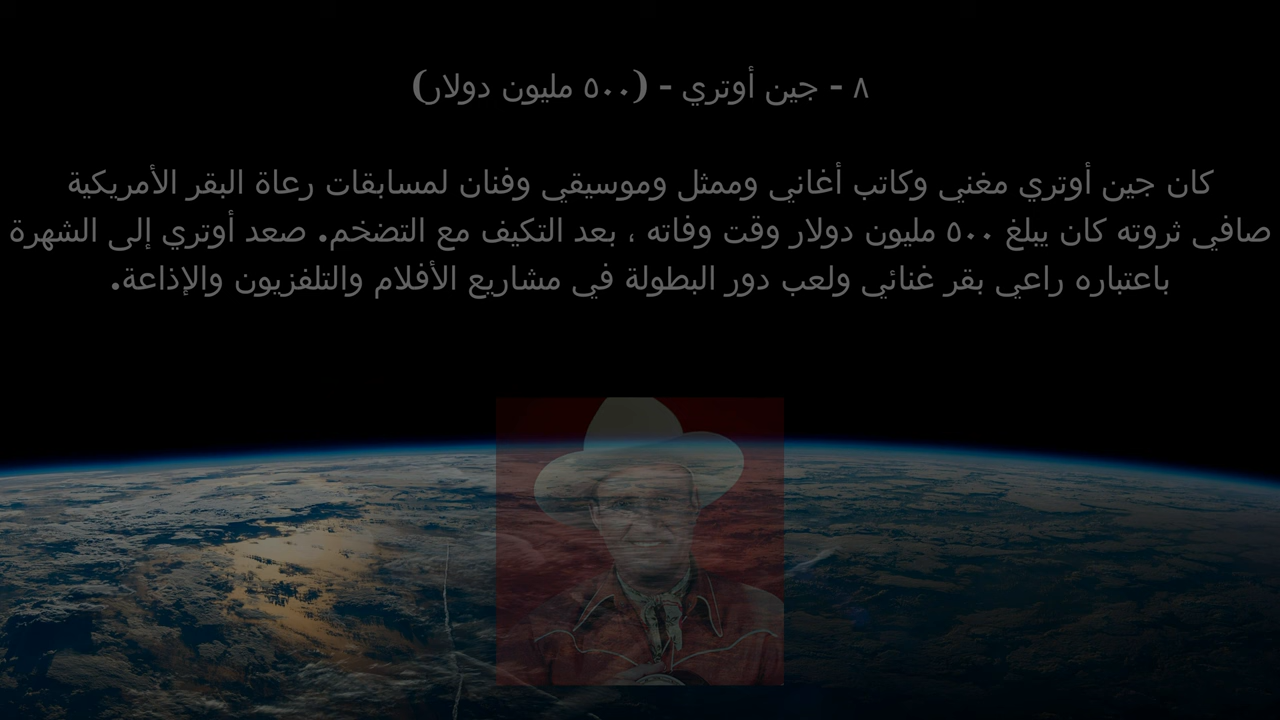 ٨ - جين أوتري - (٥٠٠ مليون دولار)
كان جين أوتري مغني وكاتب أغاني وممثل وموسيقي وفنان لمسابقات رعاة البقر الأمريكية
صافي ثروته كان يبلغ ٥٠٠ مليون دولار وقت وفاته ، بعد التكيف مع التضخم. صعد أوتري إلى الشهرة
باعتباره راعي بقر غنائي ولعب دور البطولة في مشاريع الأفلام والتلفزيون والإذاعة.